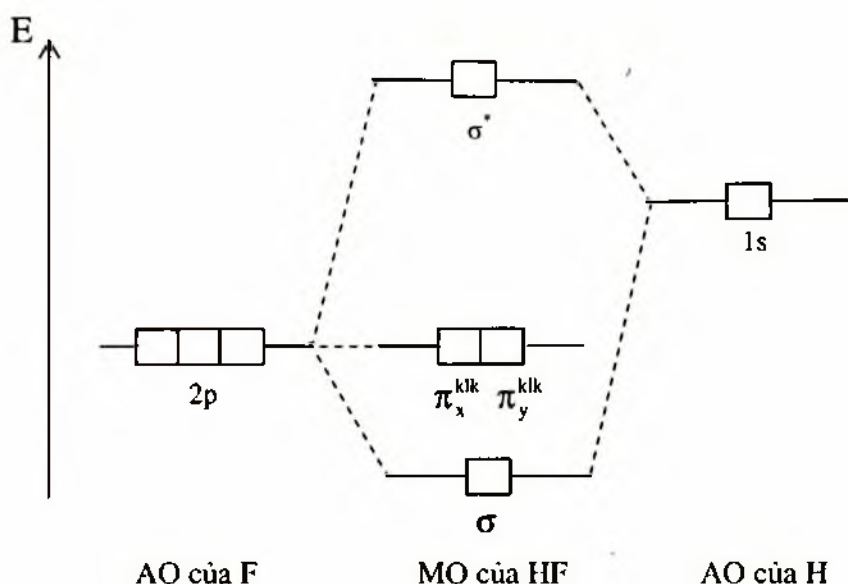 E
σ*
1s
2p
π_x^klk π_y^klk
σ
AO của F MO của HF AO của H